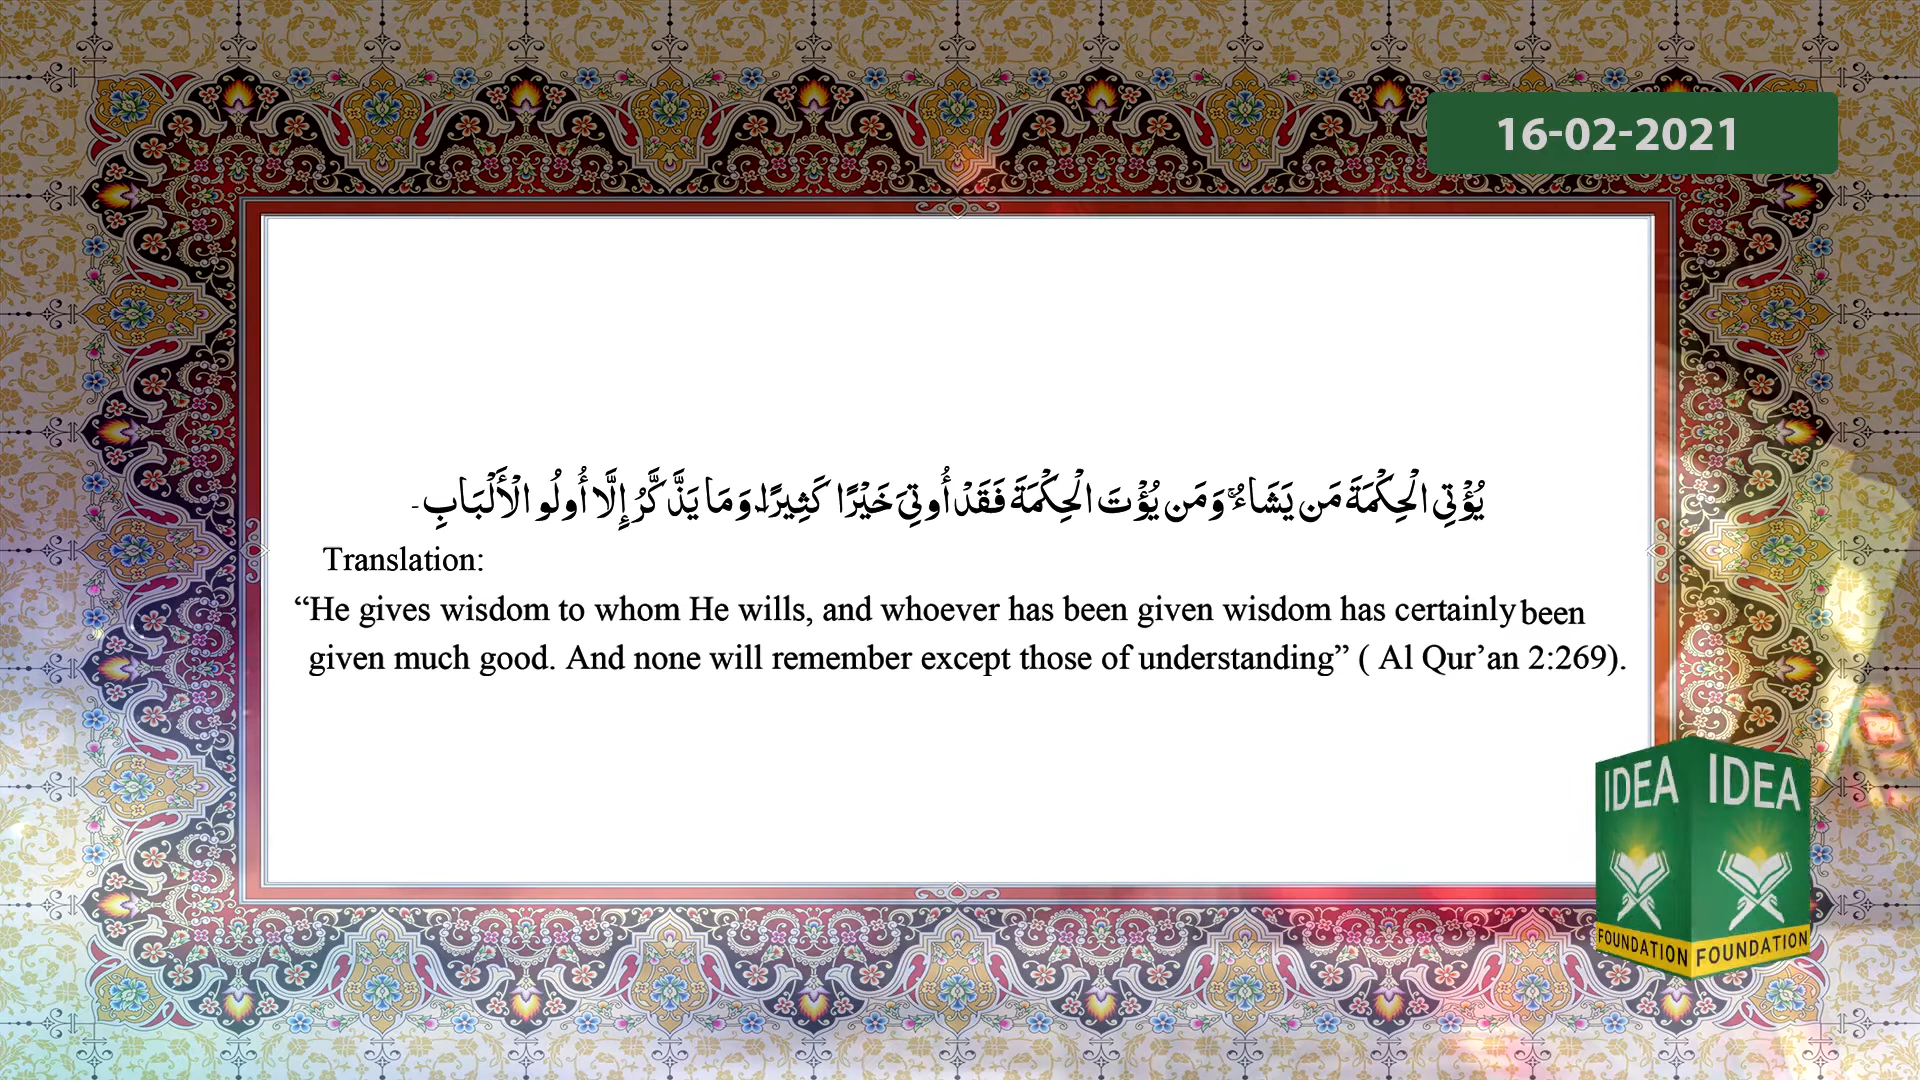 16-02-2021
يُؤْتِي الْحِكْمَةَ مَن يَشَاءُ ۚ وَمَن يُؤْتَ الْحِكْمَةَ فَقَدْ أُوتِيَ خَيْرًا كَثِيرًا ۗ وَمَا يَذَّكَّرُ إِلَّا أُولُو الْأَلْبَابِ۔
Translation:
“He gives wisdom to whom He wills, and whoever has been given wisdom has certainly been
given much good. And none will remember except those of understanding” ( Al Qur’an 2:269).
IDEA IDEA
FOUNDATION FOUNDATION